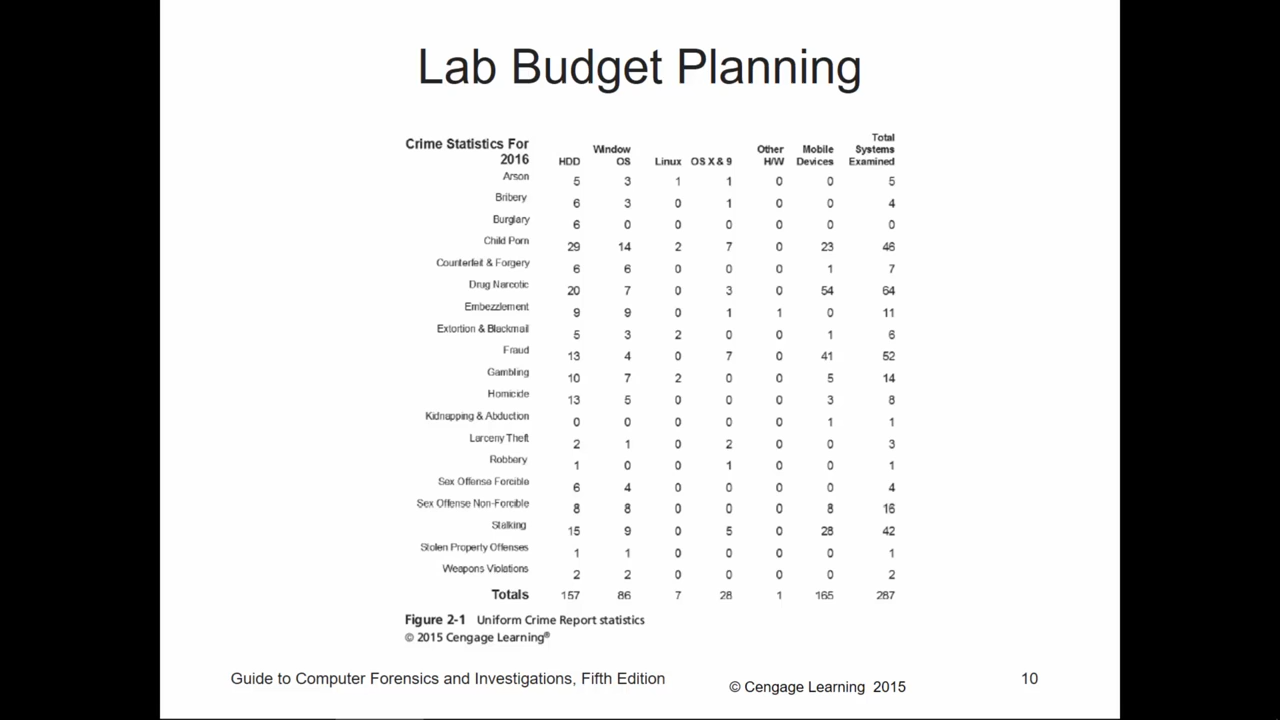 Lab Budget Planning
Crime Statistics For 2016 HDD Window OS Linux OS X & 9 Other H/W Mobile Devices Total Systems Examined
Arson 5 3 1 1 0 0 5
Bribery 6 3 0 1 0 0 4
Burglary 6 0 0 0 0 0 0
Child Porn 29 14 2 7 0 23 46
Counterfeit & Forgery 6 6 0 0 0 1 7
Drug Narcotic 20 7 0 3 0 54 64
Embezzlement 9 9 0 1 1 0 11
Extortion & Blackmail 5 3 2 0 0 1 6
Fraud 13 4 0 7 0 41 52
Gambling 10 7 2 0 0 5 14
Homicide 13 5 0 0 0 3 8
Kidnapping & Abduction 0 0 0 0 0 1 1
Larceny Theft 2 1 0 2 0 0 3
Robbery 1 0 0 1 0 0 1
Sex Offense Forcible 6 4 0 0 0 0 4
Sex Offense Non-Forcible 8 8 0 0 0 8 16
Stalking 15 9 0 5 0 28 42
Stolen Property Offenses 1 1 0 0 0 0 1
Weapons Violations 2 2 0 0 0 0 2
Totals 157 86 7 28 1 165 287
Figure 2-1 Uniform Crime Report statistics
© 2015 Cengage Learning®
Guide to Computer Forensics and Investigations, Fifth Edition
© Cengage Learning 2015
10